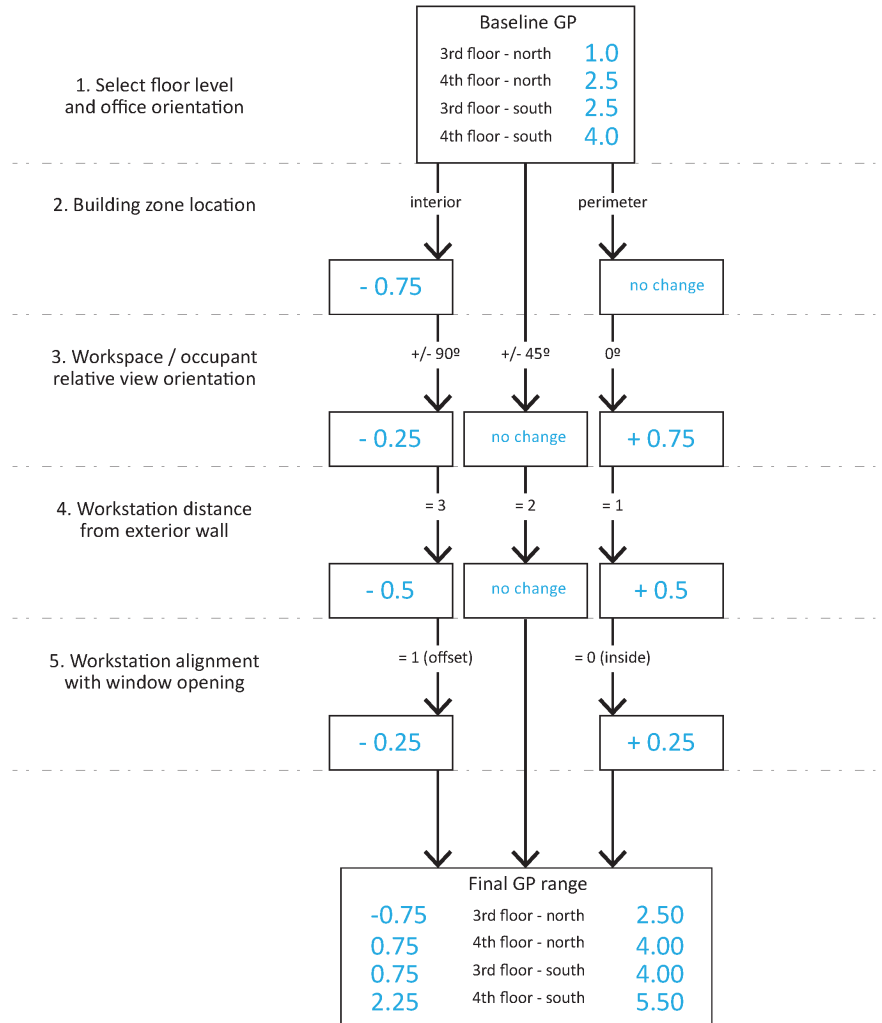 Baseline GP
3rd floor - north 1.0
4th floor - north 2.5
3rd floor - south 2.5
4th floor - south 4.0
1. Select floor level
and office orientation
2. Building zone location
interior
perimeter
- 0.75
no change
3. Workspace / occupant
relative view orientation
+/- 90º
+/- 45º
0º
- 0.25
no change
+ 0.75
4. Workstation distance
from exterior wall
= 3
= 2
= 1
- 0.5
no change
+ 0.5
5. Workstation alignment
with window opening
= 1 (offset)
= 0 (inside)
- 0.25
+ 0.25
Final GP range
-0.75 3rd floor - north 2.50
0.75 4th floor - north 4.00
0.75 3rd floor - south 4.00
2.25 4th floor - south 5.50